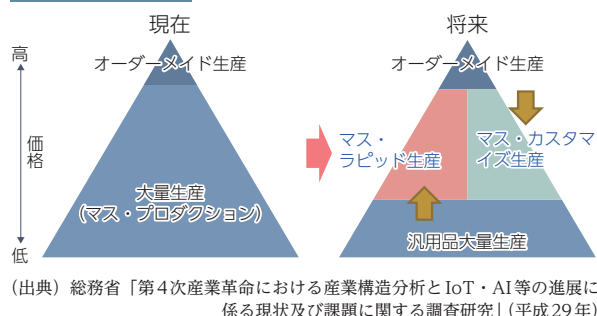 現在
将来
高
価格
低
オーダーメイド生産
大量生産
(マス・プロダクション)
オーダーメイド生産
マス・
ラピッド生産
マス・カスタマ
イズ生産
汎用品大量生産
(出典)総務省「第4次産業革命における産業構造分析とIoT・AI等の進展に
係る現状及び課題に関する調査研究」(平成29年)